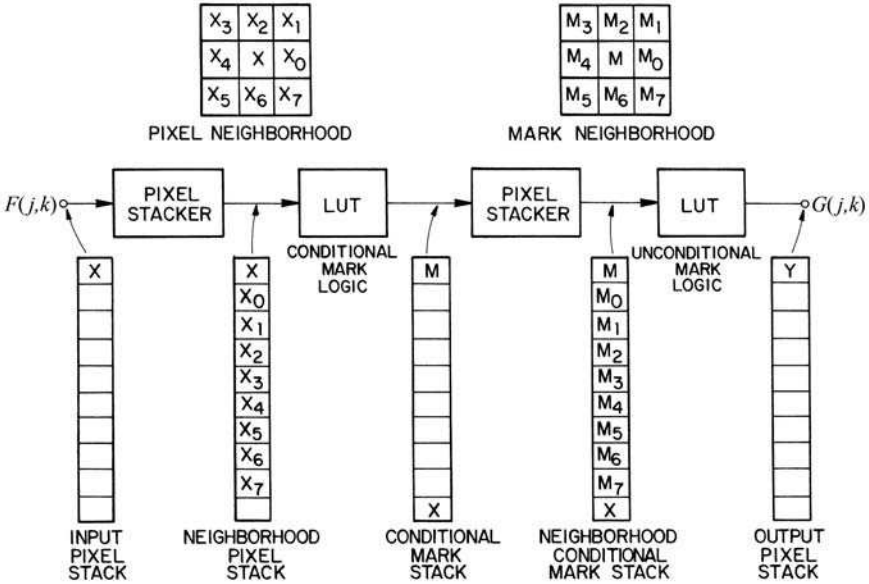 X3 X2 X1
X4 X X0
X5 X6 X7
PIXEL NEIGHBORHOOD
M3 M2 M1
M4 M M0
M5 M6 M7
MARK NEIGHBORHOOD
F(j,k)
PIXEL
STACKER
LUT
CONDITIONAL
MARK
LOGIC
PIXEL
STACKER
LUT
UNCONDITIONAL
MARK
LOGIC
G(j,k)
X
INPUT
PIXEL
STACK
X
X0
X1
X2
X3
X4
X5
X6
X7
NEIGHBORHOOD
PIXEL
STACK
M
X
CONDITIONAL
MARK
STACK
M
M0
M1
M2
M3
M4
M5
M6
M7
X
NEIGHBORHOOD
CONDITIONAL
MARK STACK
Y
OUTPUT
PIXEL
STACK